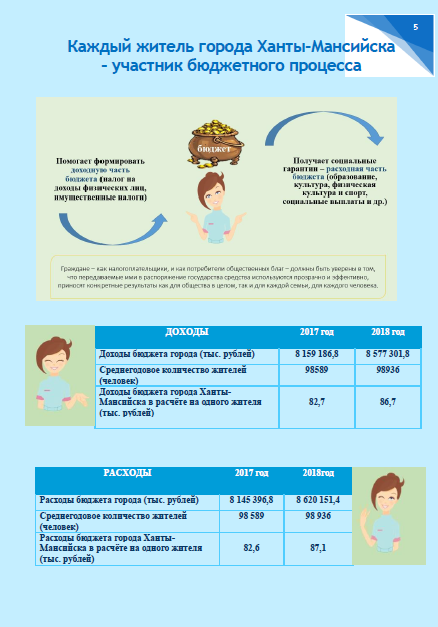 5
Каждый житель города Ханты-Мансийска
– участник бюджетного процесса
бюджет
Помогает формировать
доходную часть
бюджета (налог на
доходы физических лиц,
имущественные налоги)
Получает социальные
гарантии – расходная часть
бюджета (образование,
культура, физическая
культура и спорт,
социальные выплаты и др.)
Граждане – как налогоплательщики, и как потребители общественных благ – должны быть уверены в том,
что передаваемые ими в распоряжение государства средства используются прозрачно и эффективно,
приносят конкретные результаты как для общества в целом, так и для каждой семьи, для каждого человека.
ДОХОДЫ 2017 год 2018 год
Доходы бюджета города (тыс. рублей) 8 159 186,8 8 577 301,8
Среднегодовое количество жителей 98589 98936
(человек)
Доходы бюджета города Ханты-
Мансийска в расчёте на одного жителя 82,7 86,7
(тыс. рублей)
РАСХОДЫ 2017 год 2018год
Расходы бюджета города (тыс. рублей) 8 145 396,8 8 620 151,4
Среднегодовое количество жителей 98 589 98 936
(человек)
Расходы бюджета города Ханты-
Мансийска в расчёте на одного жителя 82,6 87,1
(тыс. рублей)